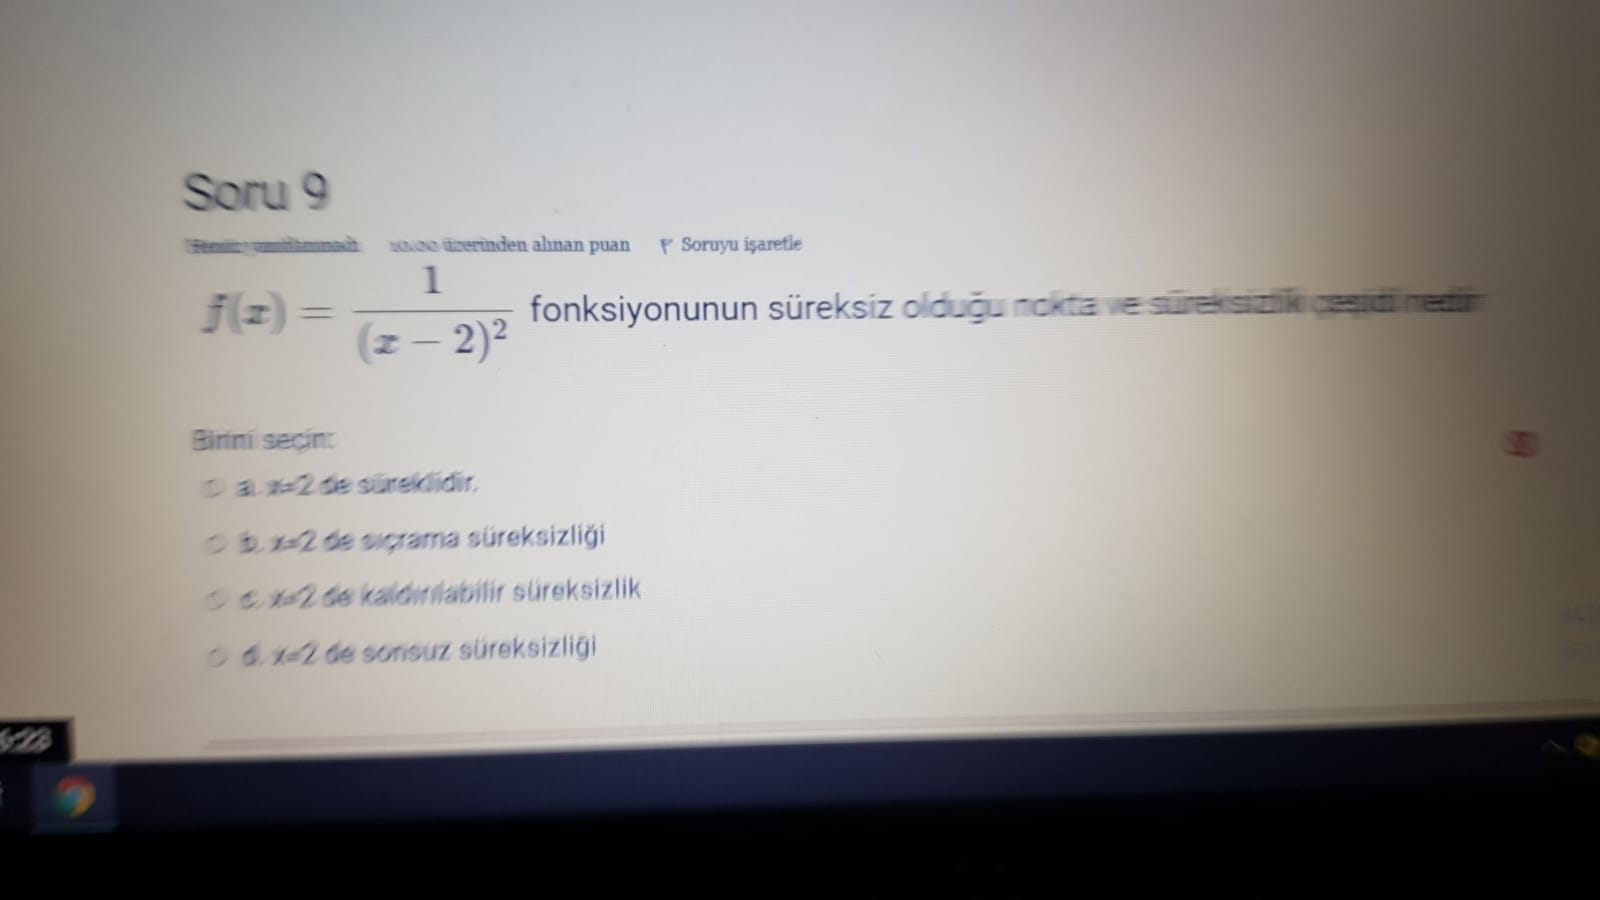 Soru 9
Henüz yanıtlanmadı 10,00 üzerinden alınan puan Soruyu işaretle
f(x) = 1 / (x − 2)² fonksiyonunun süreksiz olduğu nokta ve süreksizlik çeşidi nedir
Birini seçin:
a. x=2 de süreklidir.
b. x=2 de sıçrama süreksizliği
c. x=2 de kaldırılabilir süreksizlik
d. x=2 de sonsuz süreksizliği